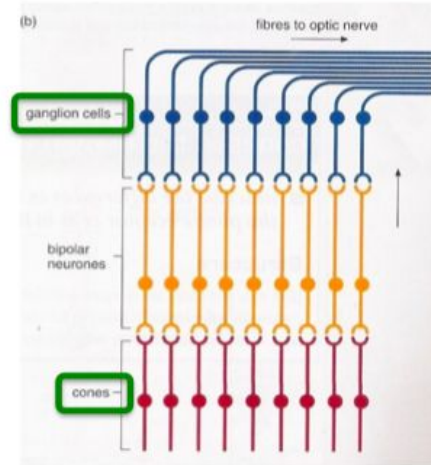 (b)
fibres to optic nerve
ganglion cells
bipolar
neurones
cones